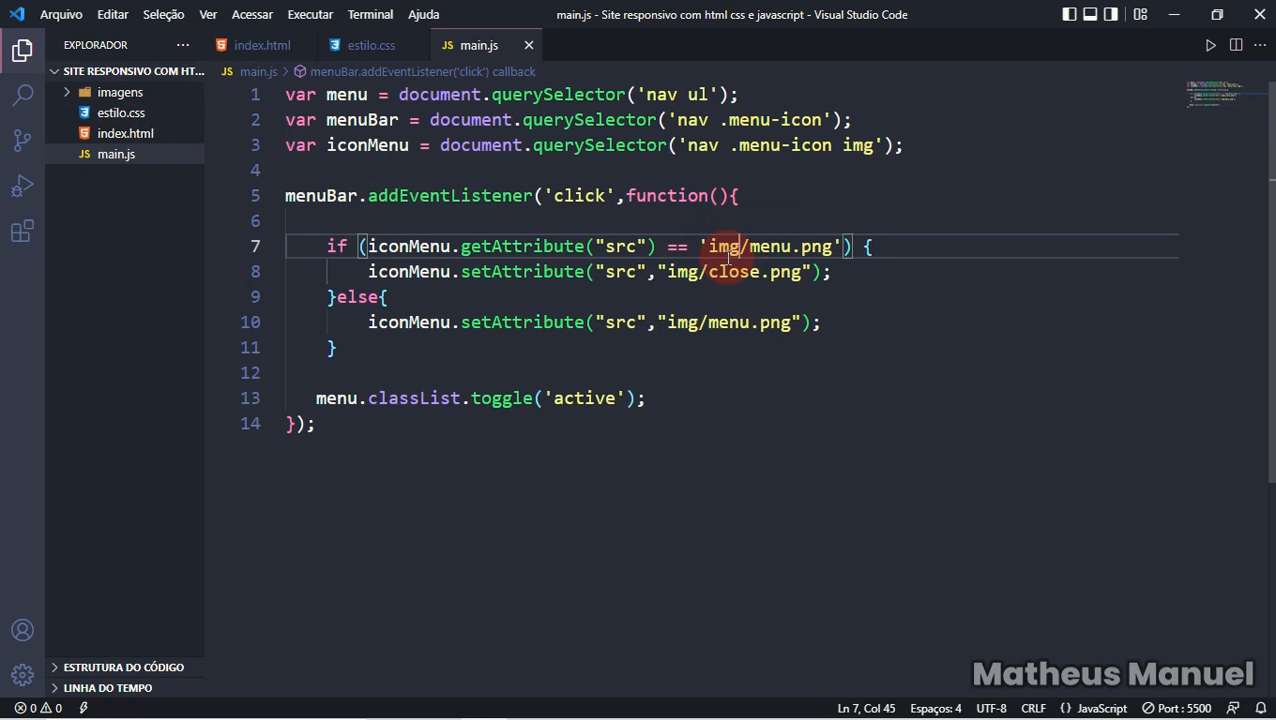 Arquivo Editar Seleção Ver Acessar Executar Terminal Ajuda
main.js - Site responsivo com html css e javascript - Visual Studio Code
EXPLORADOR
index.html
estilo.css
JS main.js
SITE RESPONSIVO COM HT...
JS main.js > menuBar.addEventListener('click') callback
imagens
estilo.css
index.html
JS main.js
1 var menu = document.querySelector('nav ul');
2 var menuBar = document.querySelector('nav .menu-icon');
3 var iconMenu = document.querySelector('nav .menu-icon img');
4
5 menuBar.addEventListener('click',function(){
6
7 if (iconMenu.getAttribute("src") == 'img/menu.png') {
8 iconMenu.setAttribute("src","img/close.png");
9 }else{
10 iconMenu.setAttribute("src","img/menu.png");
11 }
12
13 menu.classList.toggle('active');
14 });
ESTRUTURA DO CÓDIGO
LINHA DO TEMPO
Matheus Manuel
0 0 Ln 7, Col 45 Espaços: 4 UTF-8 CRLF {} JavaScript Port : 5500